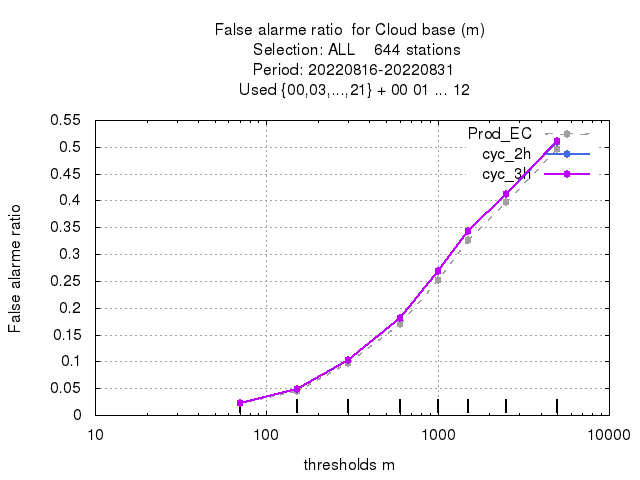 False alarme ratio  for Cloud base (m)
Selection: ALL    644 stations
Period: 20220816-20220831
Used {00,03,...,21} + 00 01 ... 12
0.55
0.5
0.45
0.4
0.35
0.3
0.25
0.2
0.15
0.1
0.05
0
False alarme ratio
Prod_EC
cyc_2h
cyc_3h
10
100
1000
10000
thresholds m